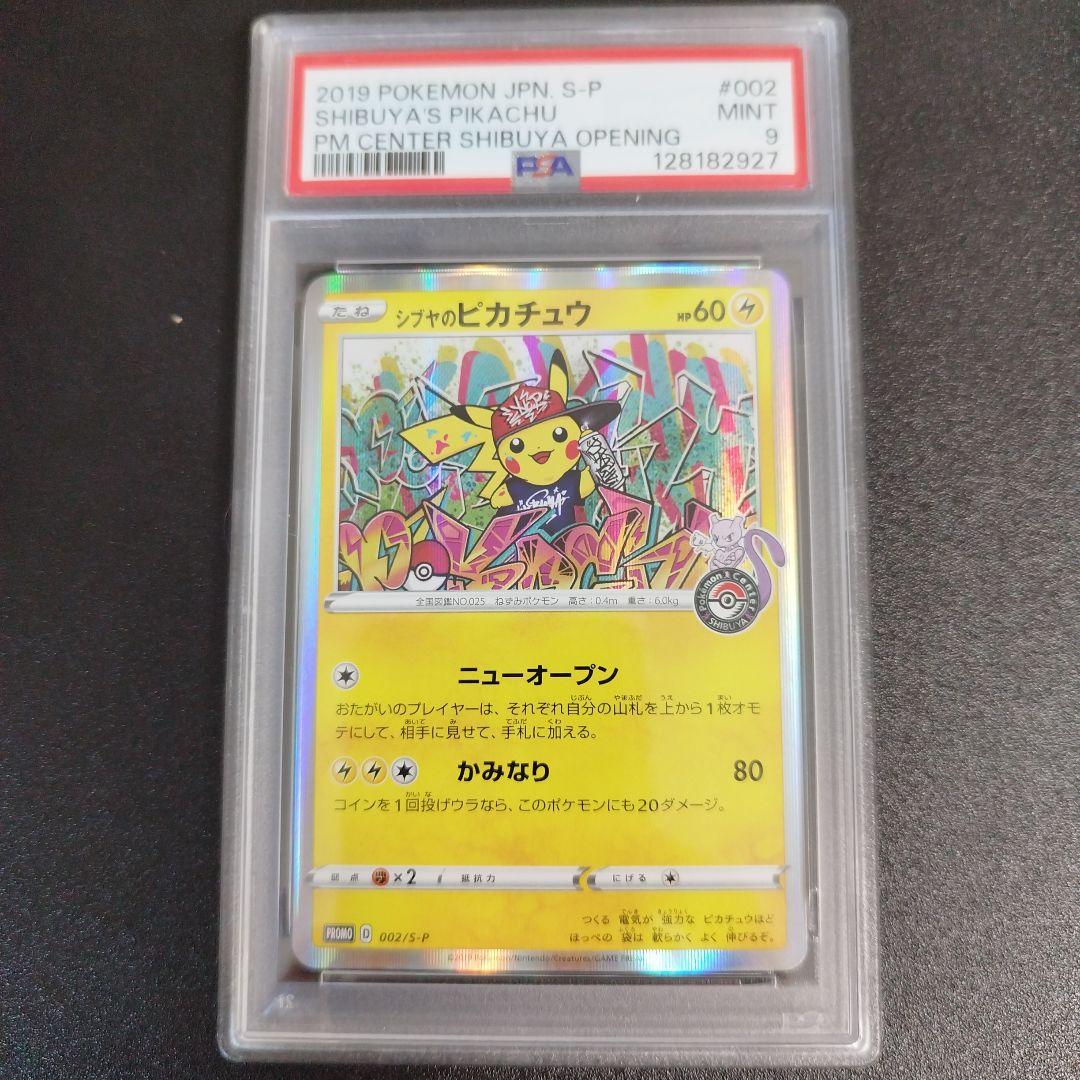 2019 POKEMON JPN. S-P #002
SHIBUYA'S PIKACHU MINT
PM CENTER SHIBUYA OPENING 9
PSA 128182927
たね シブヤのピカチュウ HP60
Pokémon Center
SHIBUYA
全国図鑑NO.025 ねずみポケモン 高さ:0.4m 重さ:6.0kg
ニューオープン
おたがいのプレイヤーは、それぞれ自分の山札を上から1枚オモ
テにして、相手に見せて、手札に加える。
かみなり 80
コインを1回投げウラなら、このポケモンにも20ダメージ。
弱点 ×2 抵抗力 にげる
つくる 電気が 強力な ピカチュウほど
ほっぺの 袋は 軟らかく よく 伸びるぞ。
PROMO D 002/S-P
©2019 Pokémon/Nintendo/Creatures/GAME FREAK